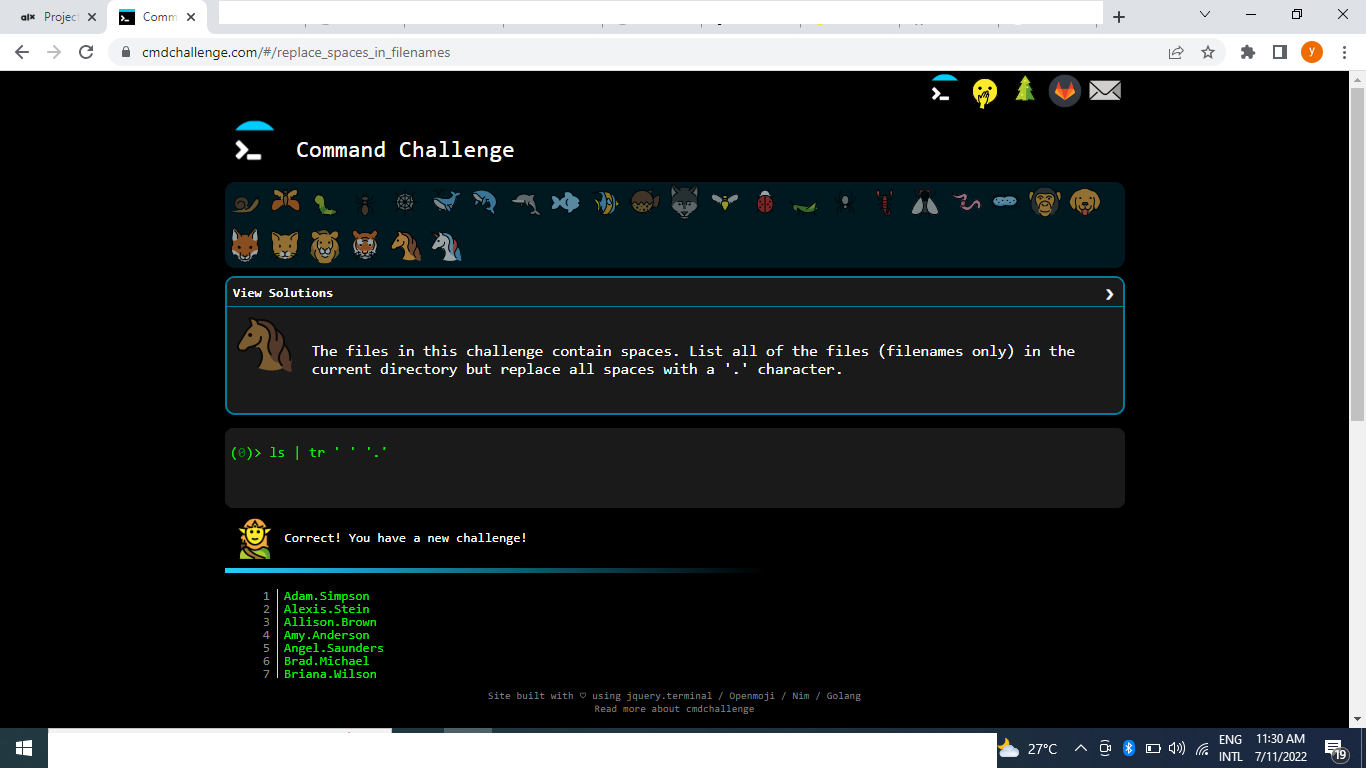 alx Projec
Comm
cmdchallenge.com/#/replace_spaces_in_filenames
y
Command Challenge
View Solutions
The files in this challenge contain spaces. List all of the files (filenames only) in the
current directory but replace all spaces with a '.' character.
(0)> ls | tr ' ' '.'
Correct! You have a new challenge!
1 Adam.Simpson
2 Alexis.Stein
3 Allison.Brown
4 Amy.Anderson
5 Angel.Saunders
6 Brad.Michael
7 Briana.Wilson
Site built with ♡ using jquery.terminal / Openmoji / Nim / Golang
Read more about cmdchallenge
27°C
ENG
INTL
11:30 AM
7/11/2022
19